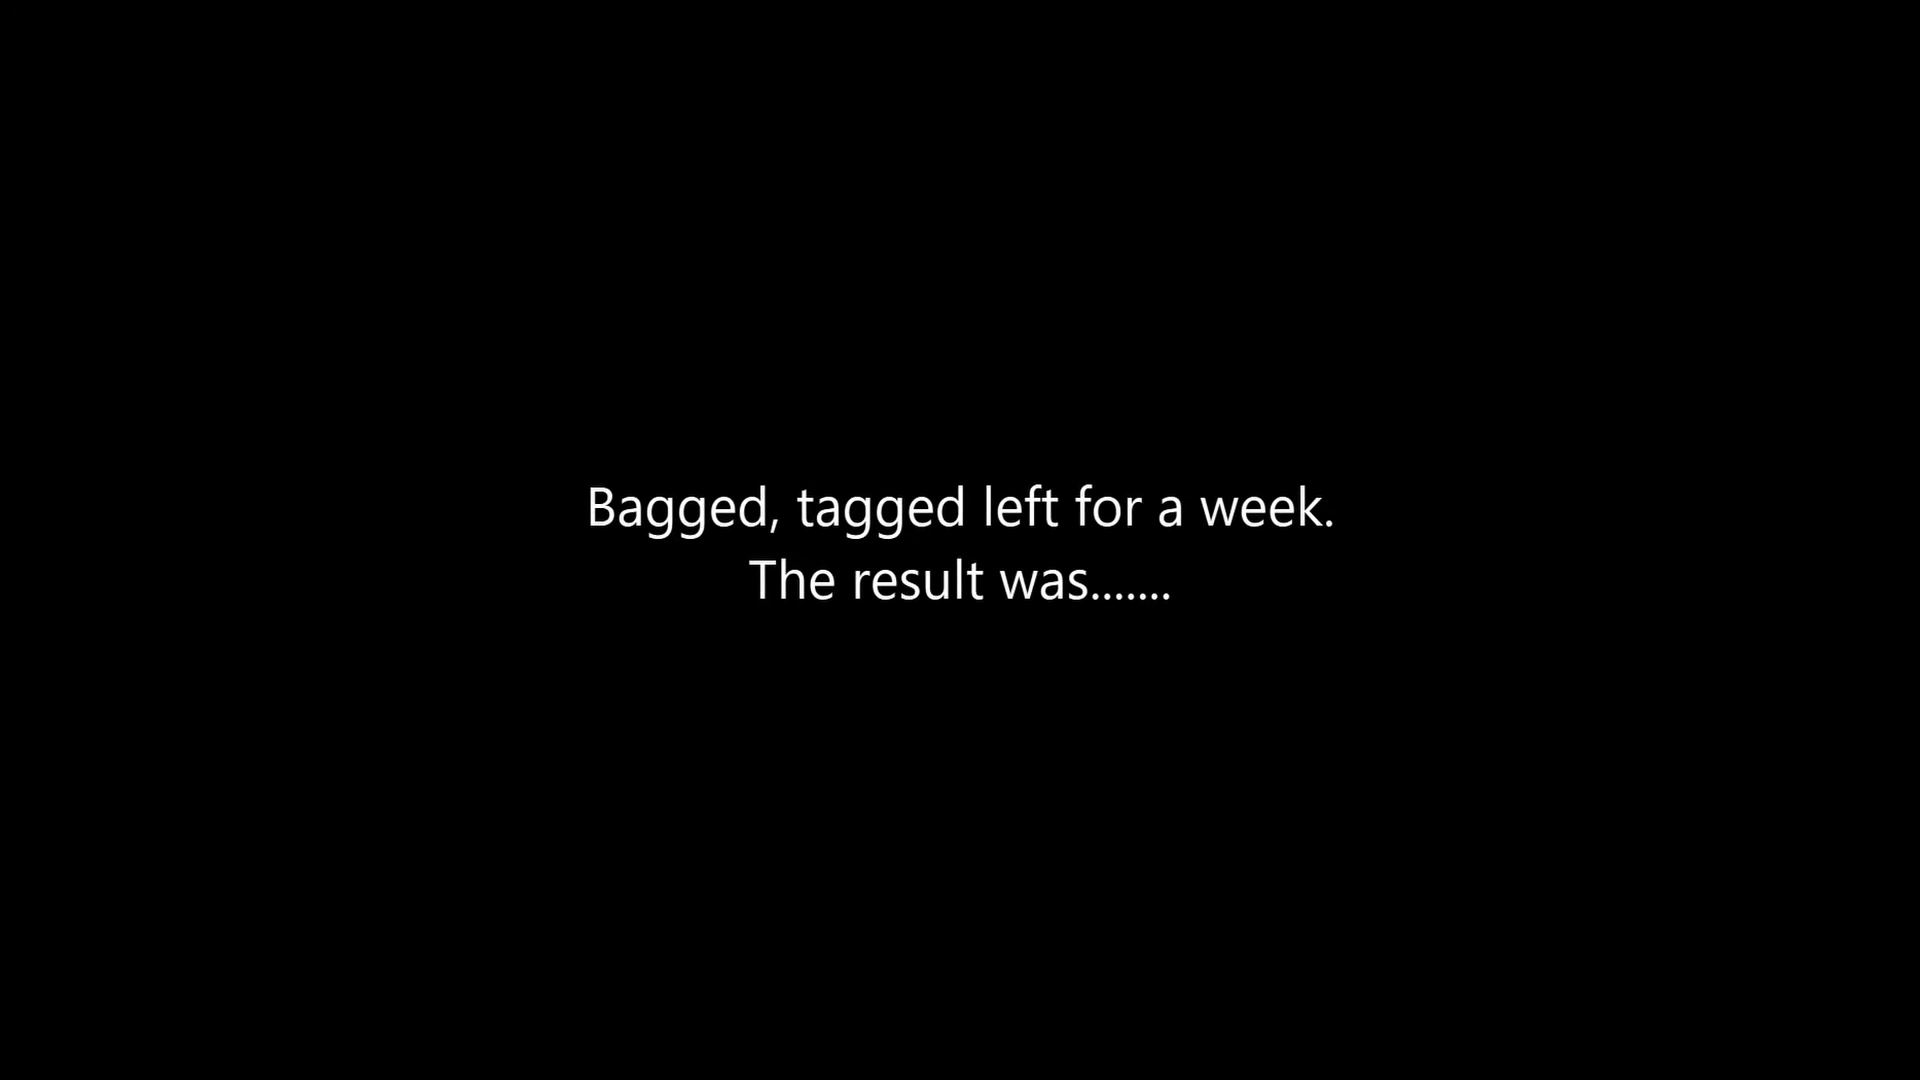 Bagged, tagged left for a week.
The result was.......